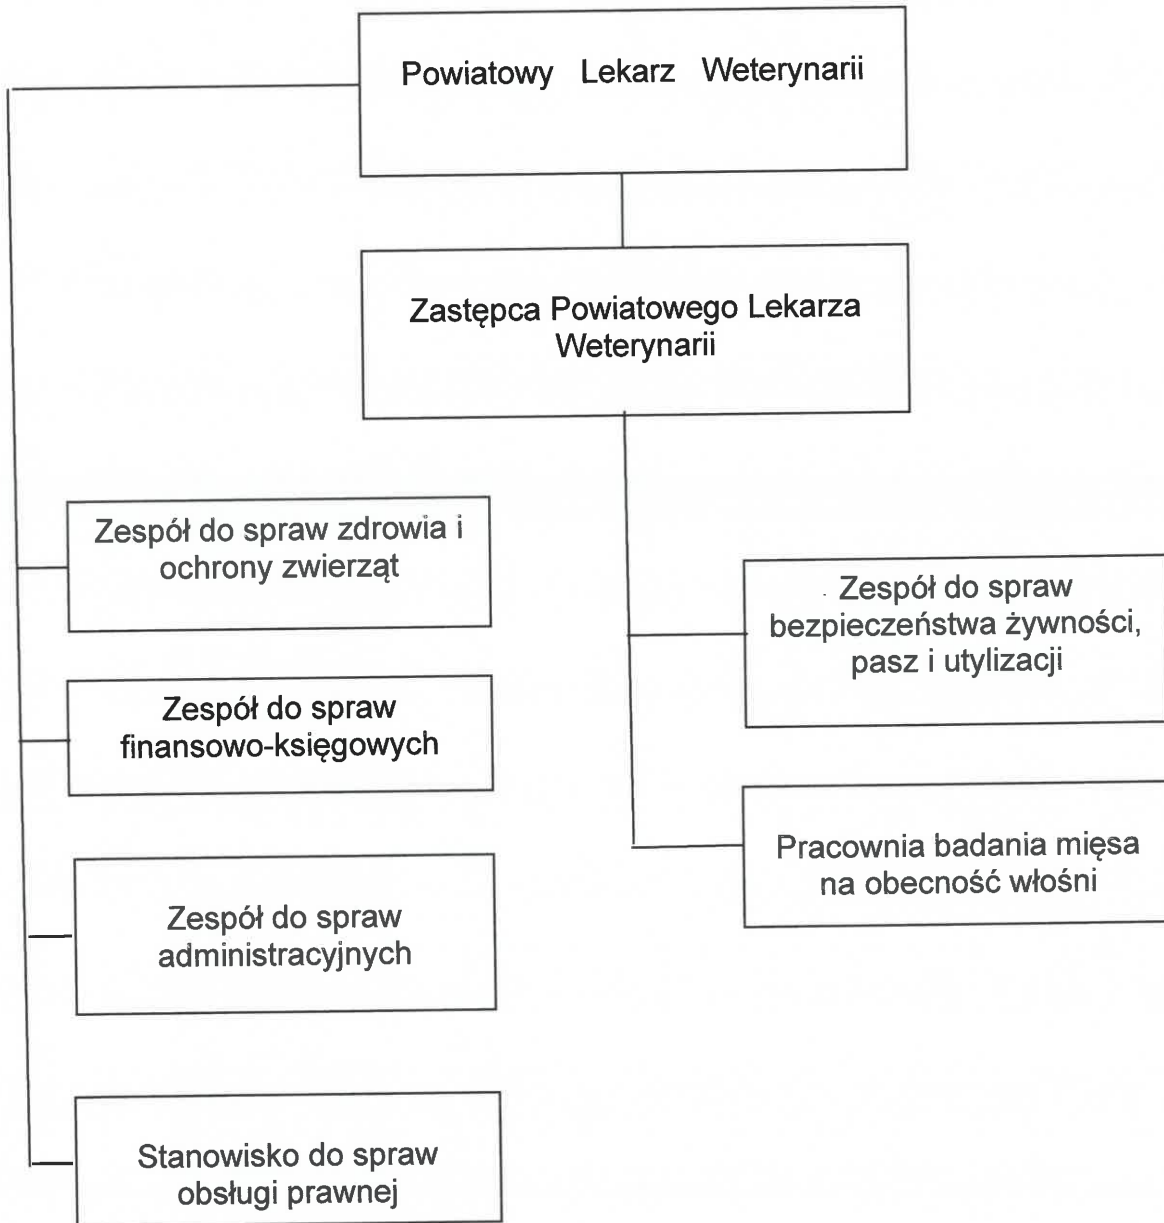 Powiatowy Lekarz Weterynarii
Zastępca Powiatowego Lekarza
Weterynarii
Zespół do spraw zdrowia i
ochrony zwierząt
Zespół do spraw
finansowo-księgowych
Zespół do spraw
administracyjnych
Stanowisko do spraw
obsługi prawnej
Zespół do spraw
bezpieczeństwa żywności,
pasz i utylizacji
Pracownia badania mięsa
na obecność włośni